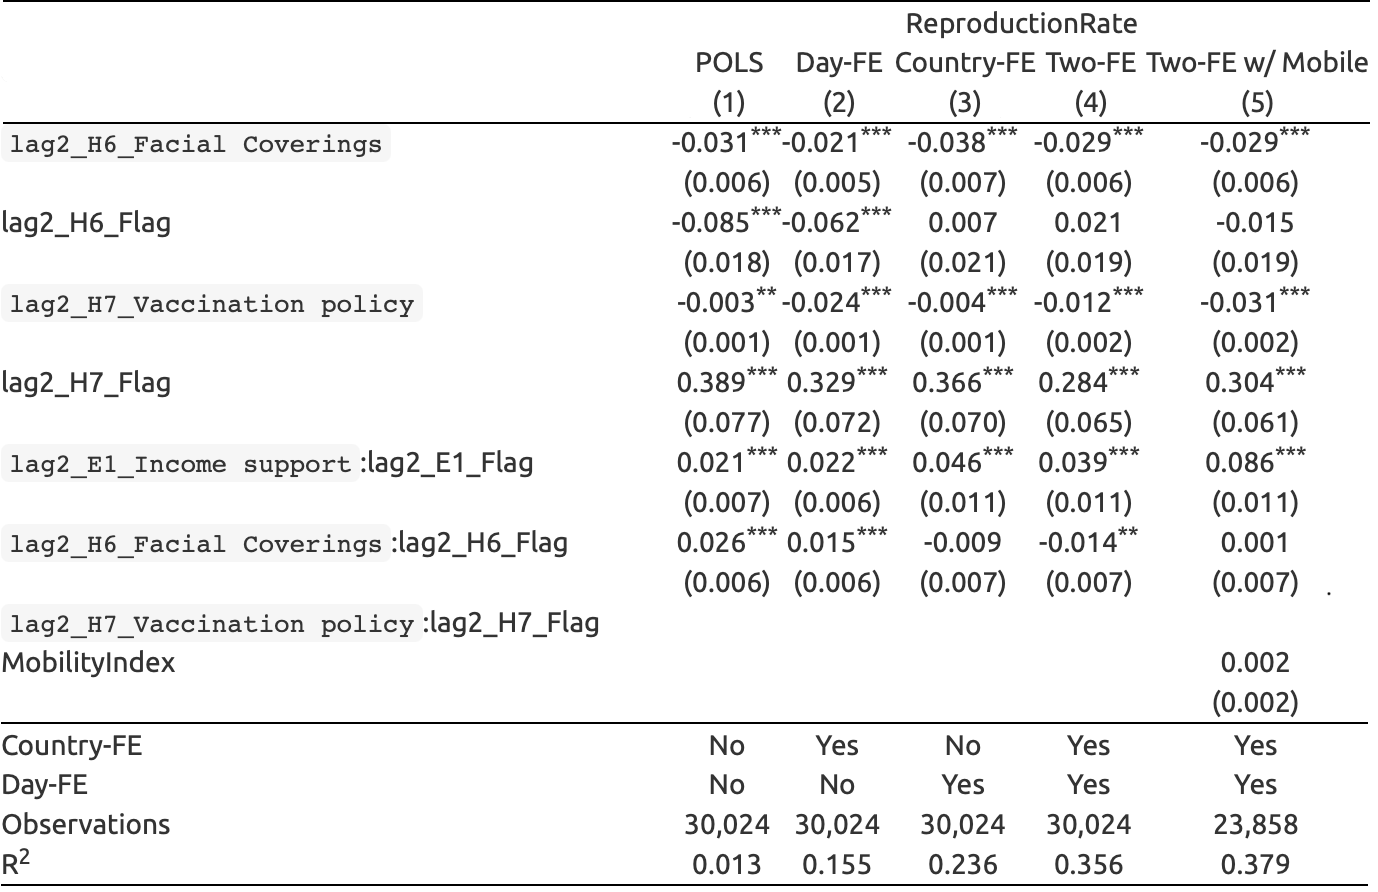 ReproductionRate
POLS Day-FE Country-FE Two-FE Two-FE w/ Mobile
(1) (2) (3) (4) (5)
lag2_H6_Facial Coverings -0.031*** -0.021*** -0.038*** -0.029*** -0.029***
(0.006) (0.005) (0.007) (0.006) (0.006)
lag2_H6_Flag -0.085*** -0.062*** 0.007 0.021 -0.015
(0.018) (0.017) (0.021) (0.019) (0.019)
lag2_H7_Vaccination policy -0.003** -0.024*** -0.004*** -0.012*** -0.031***
(0.001) (0.001) (0.001) (0.002) (0.002)
lag2_H7_Flag 0.389*** 0.329*** 0.366*** 0.284*** 0.304***
(0.077) (0.072) (0.070) (0.065) (0.061)
lag2_E1_Income support:lag2_E1_Flag 0.021*** 0.022*** 0.046*** 0.039*** 0.086***
(0.007) (0.006) (0.011) (0.011) (0.011)
lag2_H6_Facial Coverings:lag2_H6_Flag 0.026*** 0.015*** -0.009 -0.014** 0.001
(0.006) (0.006) (0.007) (0.007) (0.007) .
lag2_H7_Vaccination policy:lag2_H7_Flag
MobilityIndex 0.002
(0.002)
Country-FE No Yes No Yes Yes
Day-FE No No Yes Yes Yes
Observations 30,024 30,024 30,024 30,024 23,858
R² 0.013 0.155 0.236 0.356 0.379